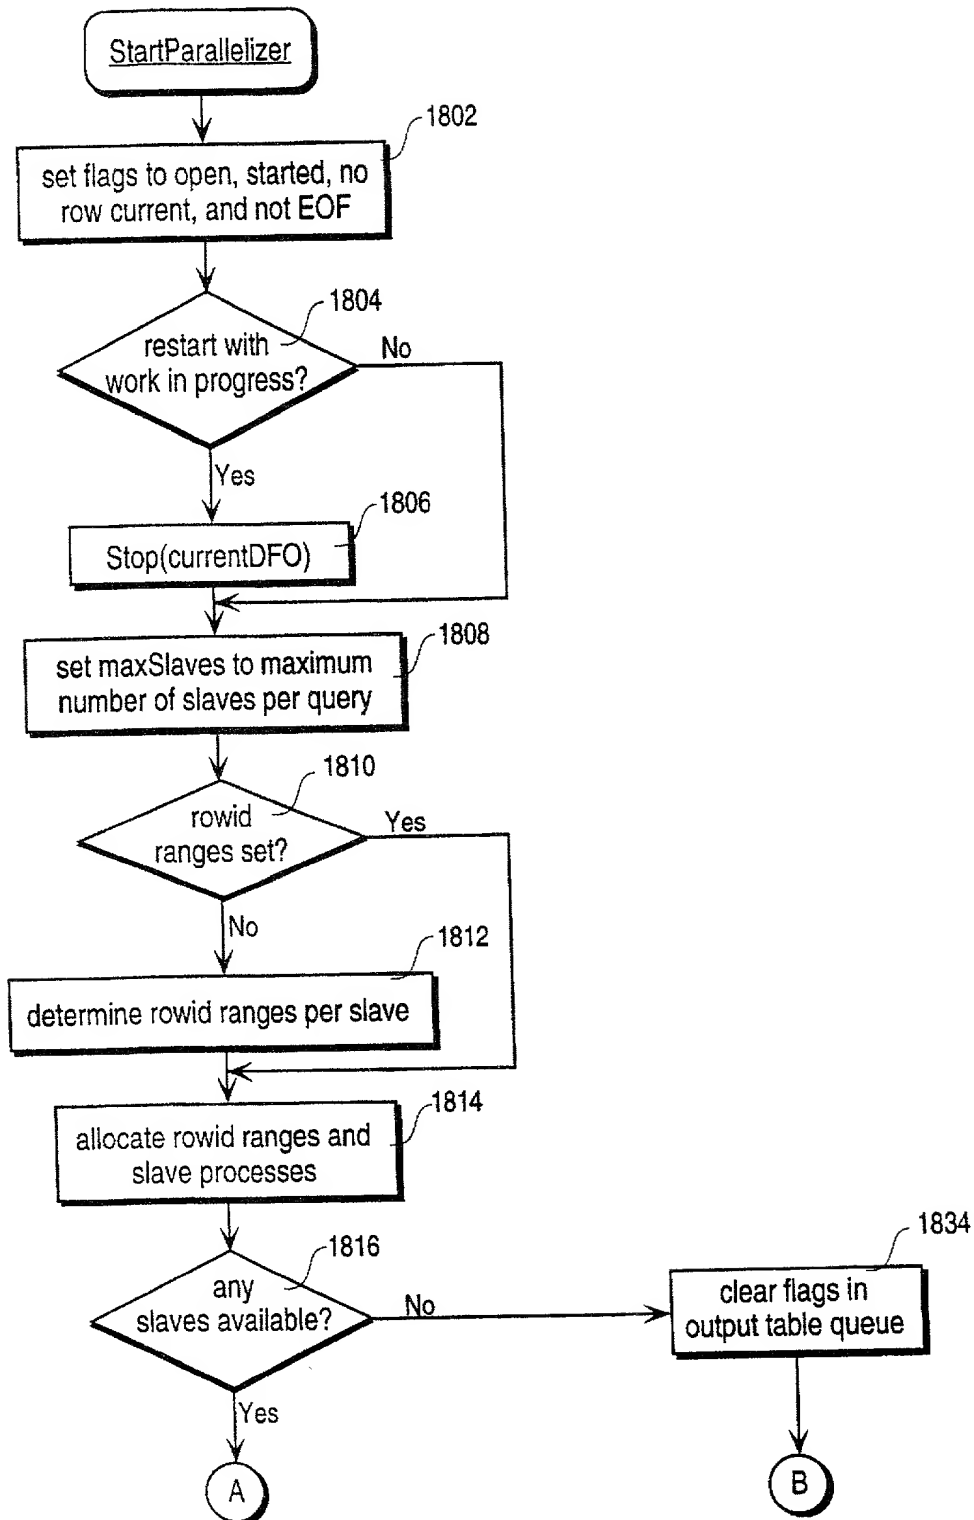 StartParallelizer
1802
set flags to open, started, no
row current, and not EOF
1804
restart with
work in progress?
No
Yes
1806
Stop(currentDFO)
1808
set maxSlaves to maximum
number of slaves per query
1810
rowid
ranges set?
Yes
No
1812
determine rowid ranges per slave
1814
allocate rowid ranges and
slave processes
1816
any
slaves available?
No
1834
clear flags in
output table queue
Yes
A
B